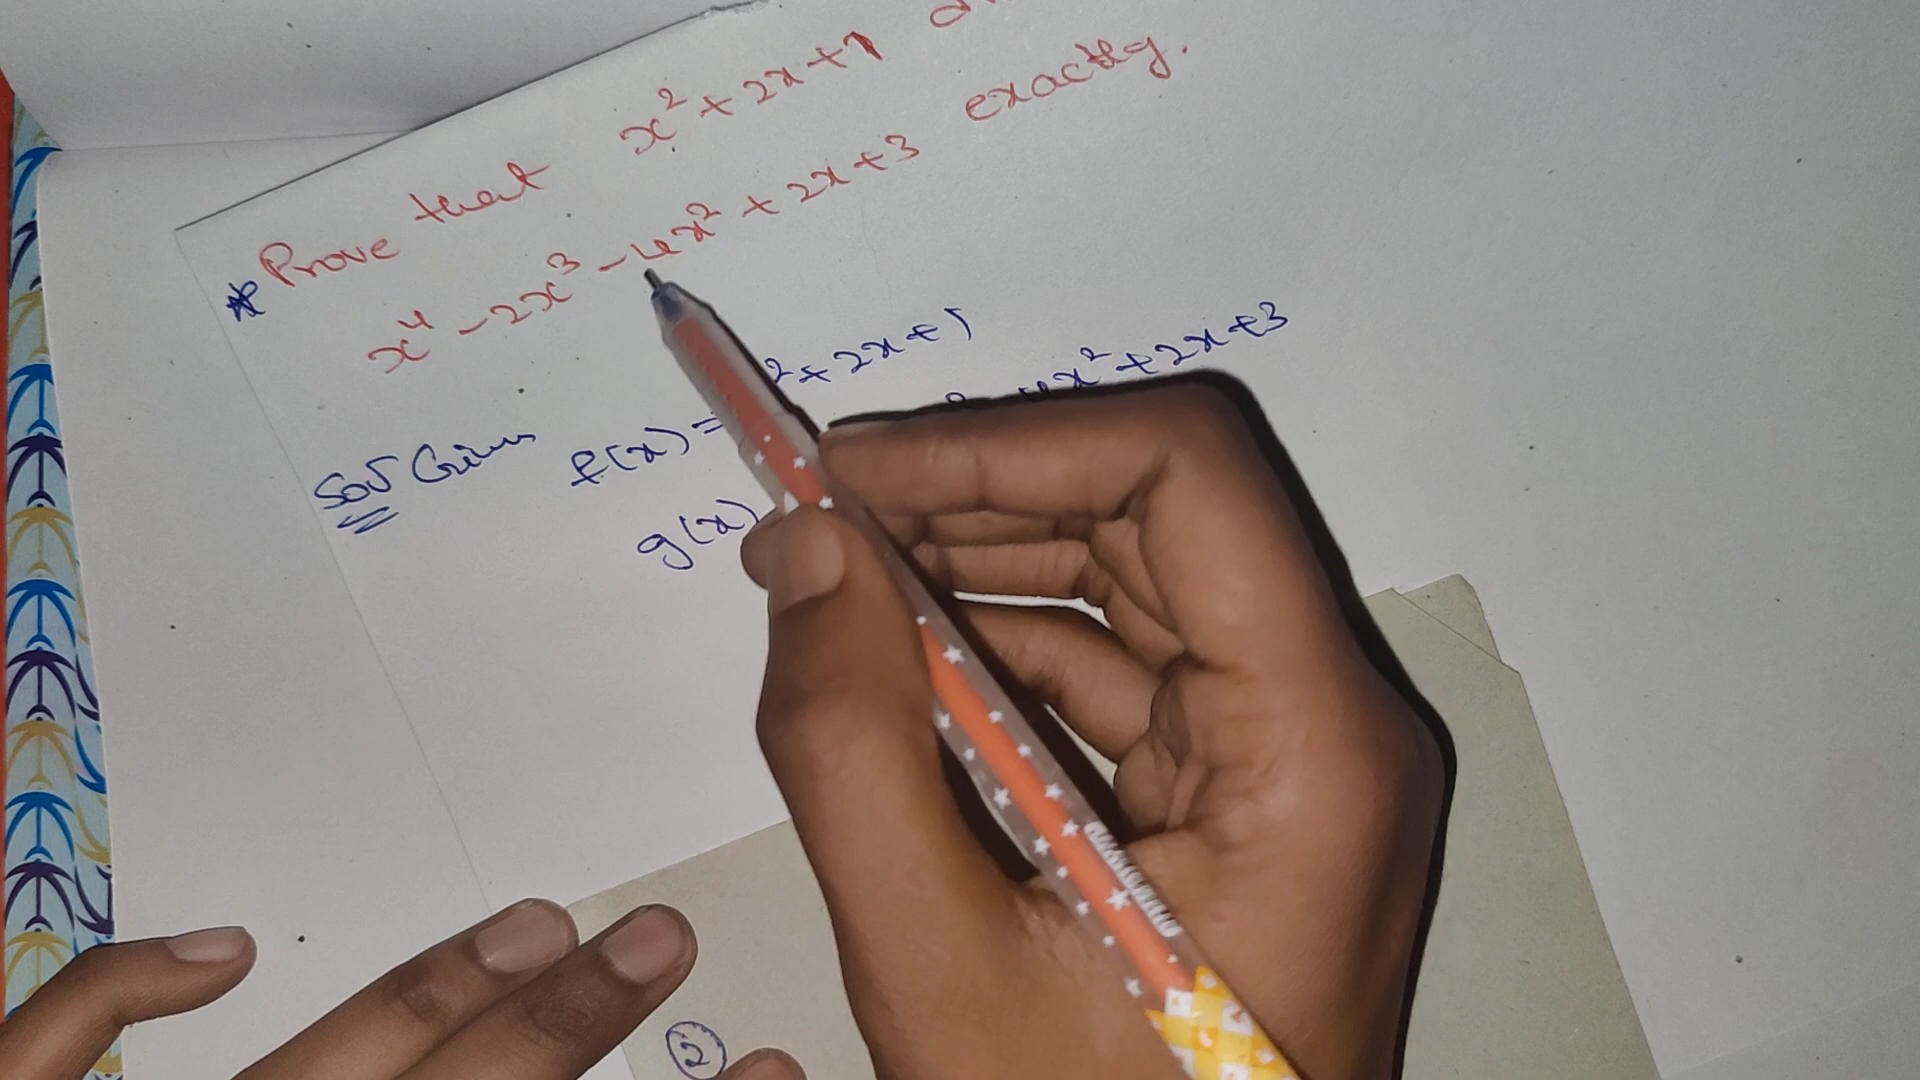 * Prove that x² + 2x + 1
x⁴ - 2x³ - 4x² + 2x + 3 exactly.
Sol Given f(x) = ² + 2x + 1
g(x) 4x² + 2x + 3
2